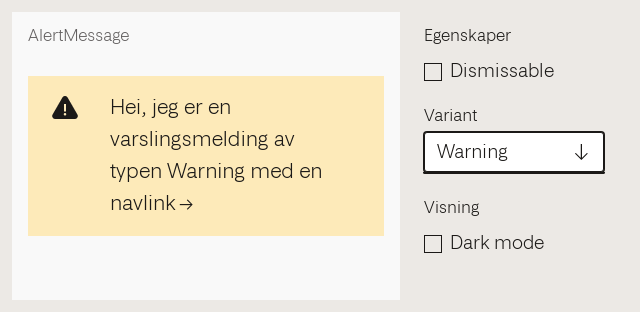 AlertMessage
Hei, jeg er en
varslingsmelding av
typen Warning med en
navlink→
Egenskaper
Dismissable
Variant
Warning
Visning
Dark mode